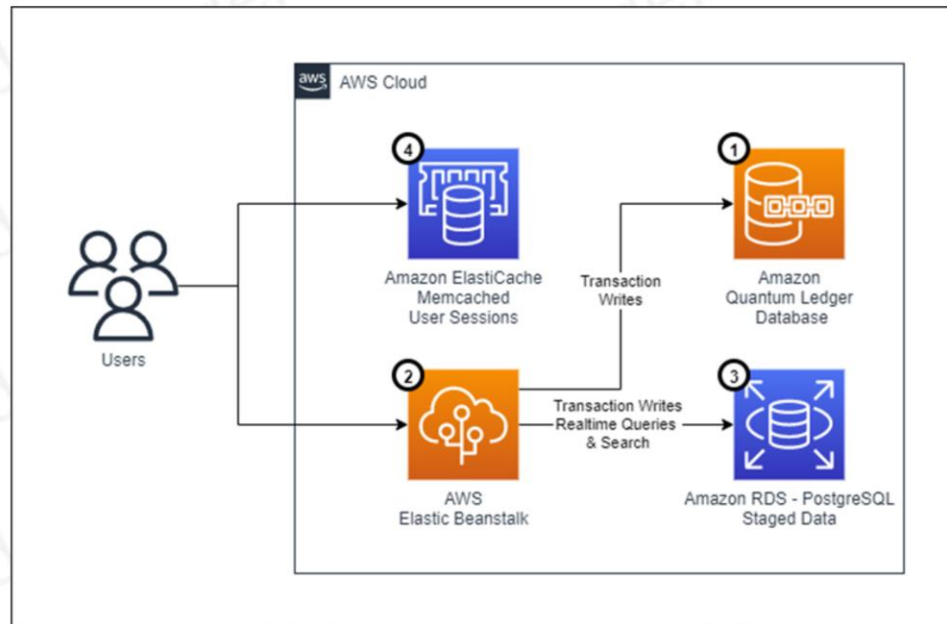 aws
AWS Cloud
4
1
Amazon ElastiCache
Memcached
User Sessions
Transaction
Writes
Amazon
Quantum Ledger
Database
Users
2
3
Transaction Writes
Realtime Queries
& Search
AWS
Elastic Beanstalk
Amazon RDS - PostgreSQL
Staged Data